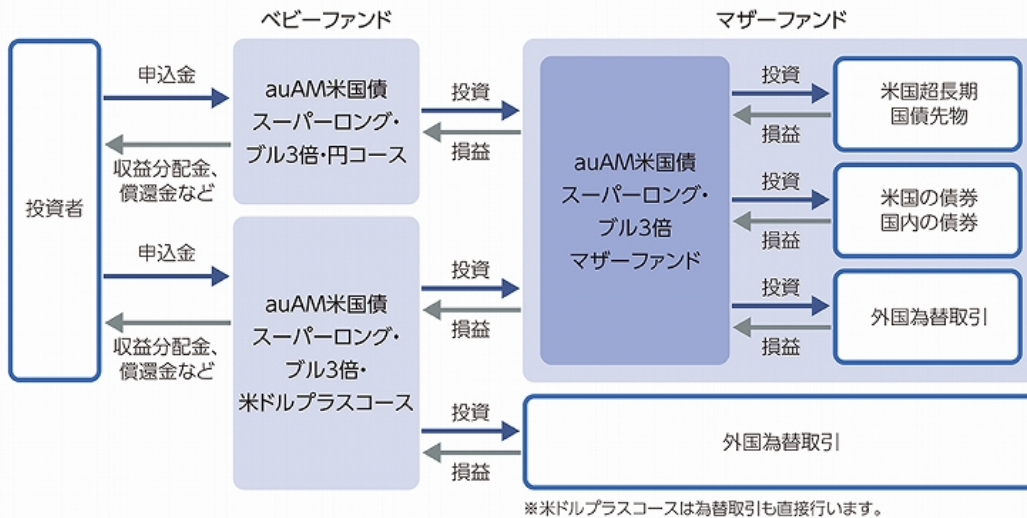 ベビーファンド
マザーファンド
投資者
申込金
収益分配金、
償還金など
申込金
収益分配金、
償還金など
auAM米国債
スーパーロング・
ブル3倍・円コース
auAM米国債
スーパーロング・
ブル3倍・
米ドルプラスコース
投資
損益
投資
損益
投資
損益
auAM米国債
スーパーロング・
ブル3倍
マザーファンド
投資
損益
投資
損益
投資
損益
米国超長期
国債先物
米国の債券
国内の債券
外国為替取引
外国為替取引
※米ドルプラスコースは為替取引も直接行います。